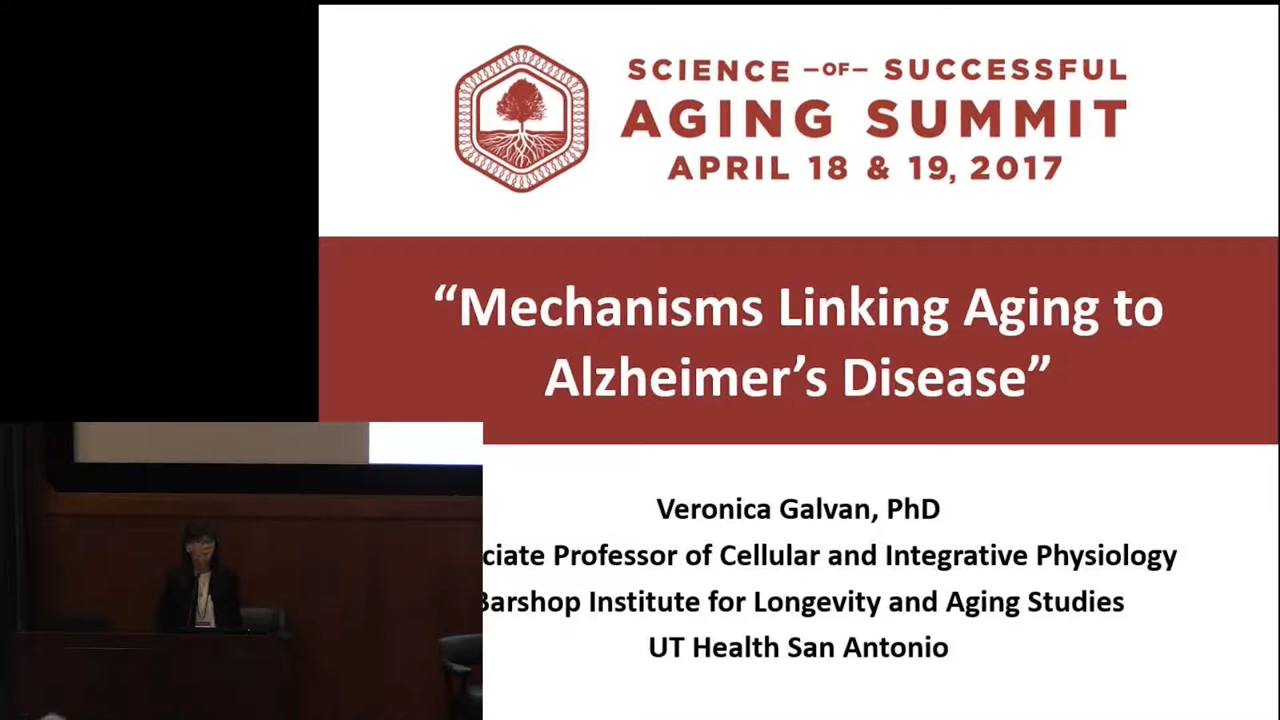 SCIENCE –OF– SUCCESSFUL
AGING SUMMIT
APRIL 18 & 19, 2017
“Mechanisms Linking Aging to
Alzheimer’s Disease”
Veronica Galvan, PhD
ciate Professor of Cellular and Integrative Physiology
Barshop Institute for Longevity and Aging Studies
UT Health San Antonio